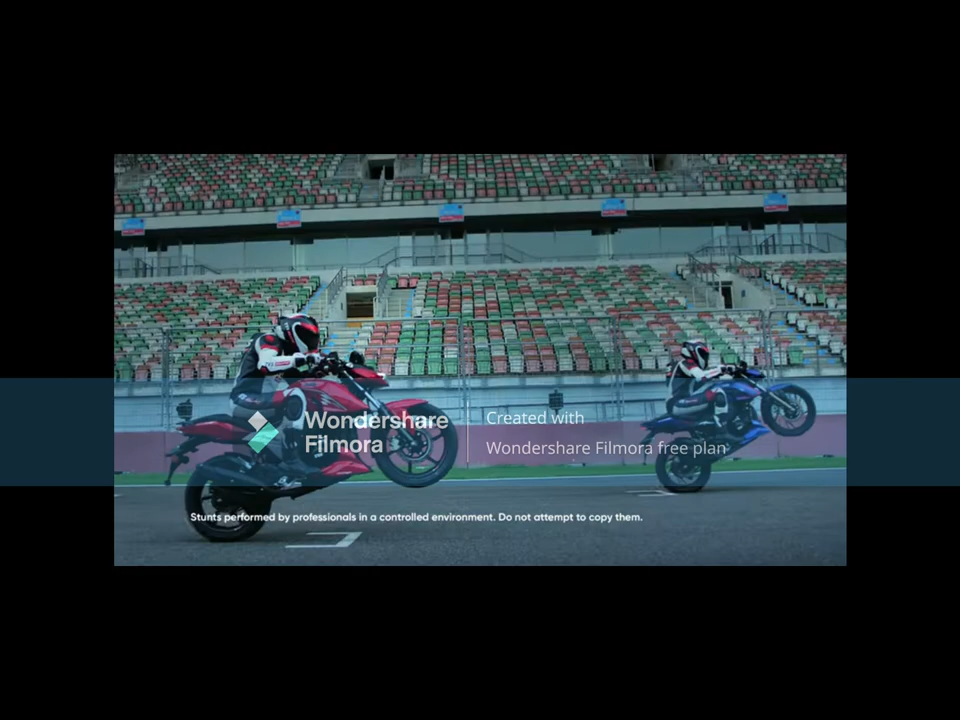 Wondershare
Filmora
Created with
Wondershare Filmora free plan
Stunts performed by professionals in a controlled environment. Do not attempt to copy them.